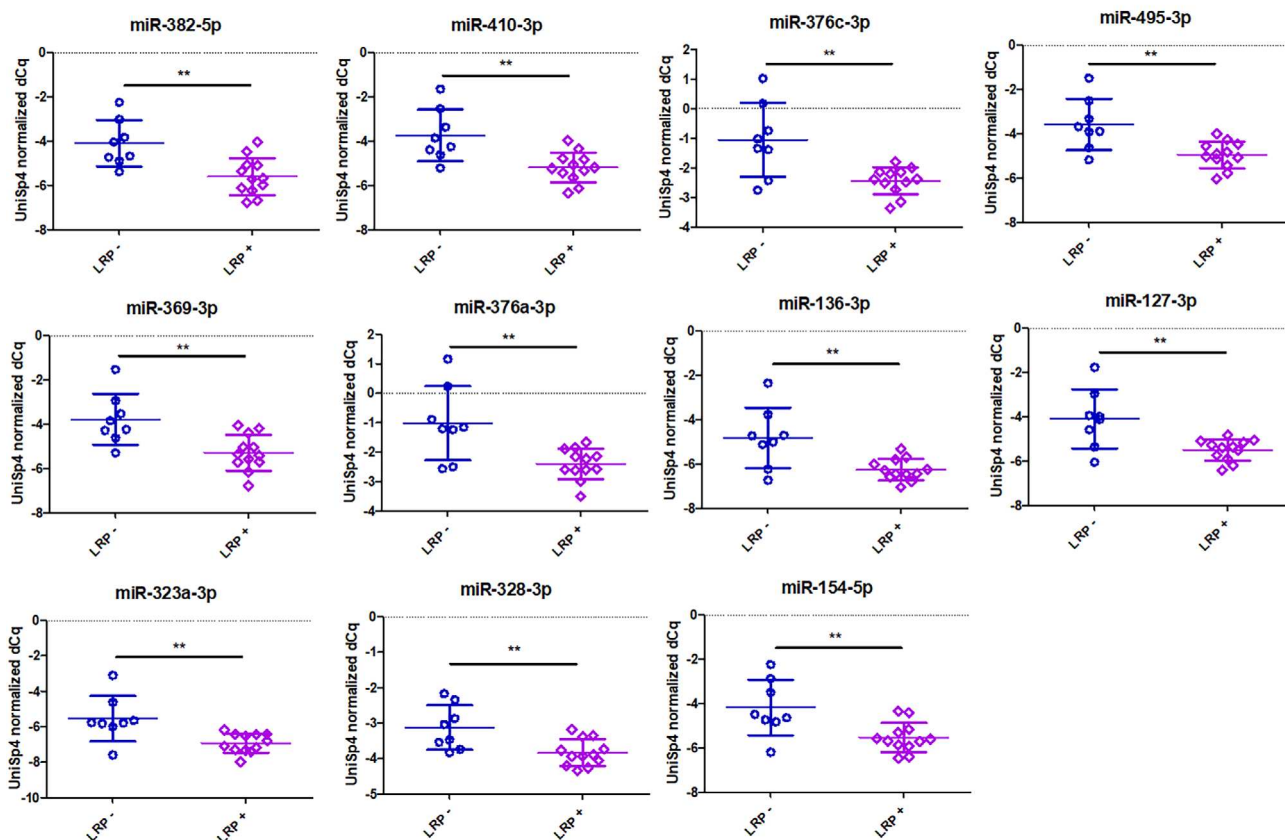 miR-382-5p
UniSp4 normalized dCq
0
-2
-4
-6
-8
**
LRP -
LRP +
miR-410-3p
UniSp4 normalized dCq
0
-2
-4
-6
-8
**
LRP -
LRP +
miR-376c-3p
UniSp4 normalized dCq
2
1
0
-1
-2
-3
-4
**
LRP -
LRP +
miR-495-3p
UniSp4 normalized dCq
0
-2
-4
-6
-8
**
LRP -
LRP +
miR-369-3p
UniSp4 normalized dCq
0
-2
-4
-6
-8
**
LRP -
LRP +
miR-376a-3p
UniSp4 normalized dCq
2
1
0
-1
-2
-3
-4
**
LRP -
LRP +
miR-136-3p
UniSp4 normalized dCq
0
-2
-4
-6
-8
**
LRP -
LRP +
miR-127-3p
UniSp4 normalized dCq
0
-2
-4
-6
-8
**
LRP -
LRP +
miR-323a-3p
UniSp4 normalized dCq
0
-2
-4
-6
-8
-10
**
LRP -
LRP +
miR-328-3p
UniSp4 normalized dCq
0
-1
-2
-3
-4
-5
**
LRP -
LRP +
miR-154-5p
UniSp4 normalized dCq
0
-2
-4
-6
-8
**
LRP -
LRP +